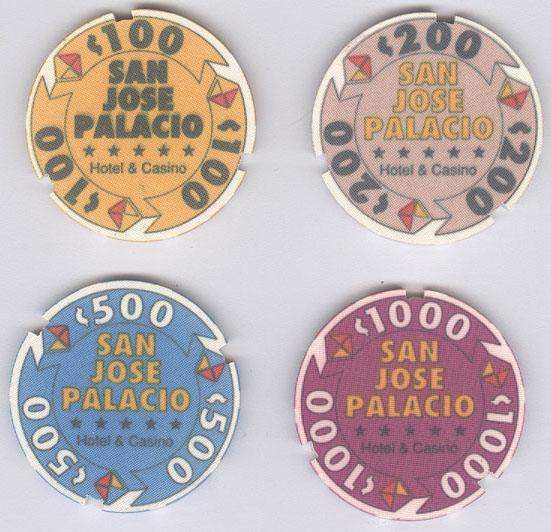 ¢100
SAN
JOSE
PALACIO
★ ★ ★ ★ ★
Hotel & Casino
¢100
¢100
¢200
SAN
JOSE
PALACIO
★ ★ ★ ★ ★
Hotel & Casino
¢200
¢200
¢500
SAN
JOSE
PALACIO
★ ★ ★ ★ ★
Hotel & Casino
¢500
¢500
¢1000
SAN
JOSE
PALACIO
★ ★ ★ ★ ★
Hotel & Casino
¢1000
¢1000